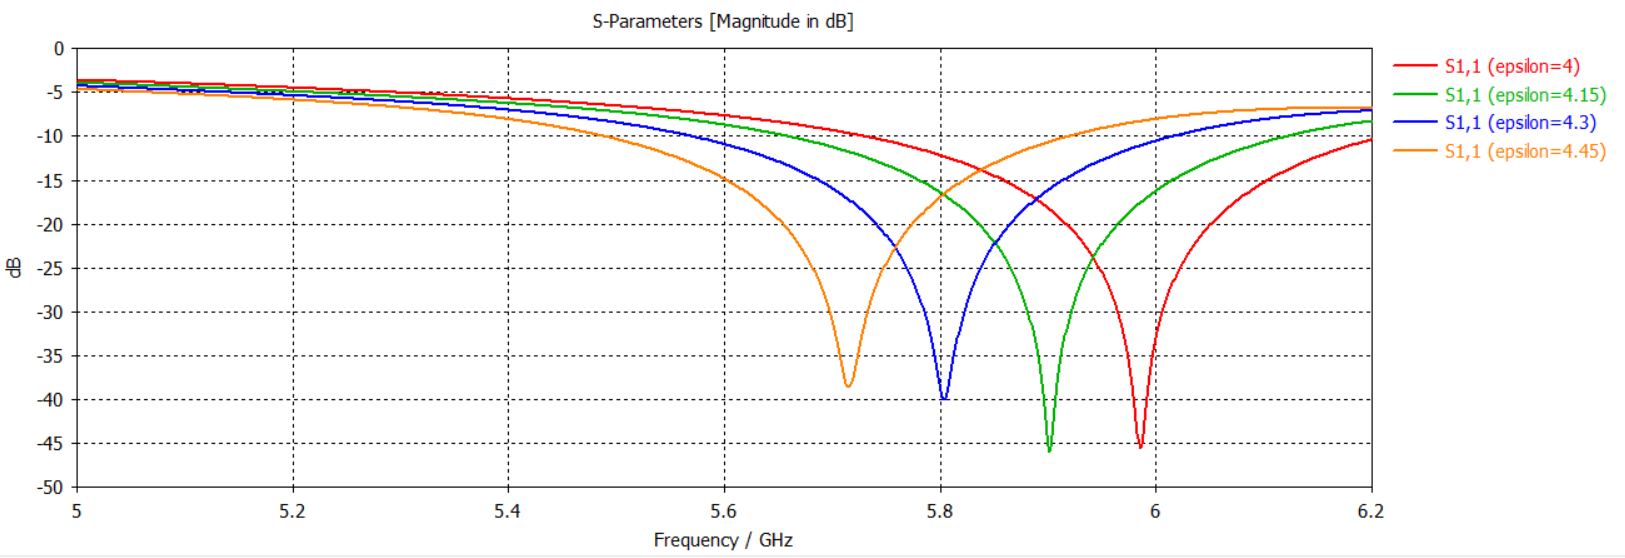 S-Parameters [Magnitude in dB]
0
-5
-10
-15
-20
-25
-30
-35
-40
-45
-50
dB
5
5.2
5.4
5.6
5.8
6
6.2
Frequency / GHz
S1,1 (epsilon=4)
S1,1 (epsilon=4.15)
S1,1 (epsilon=4.3)
S1,1 (epsilon=4.45)